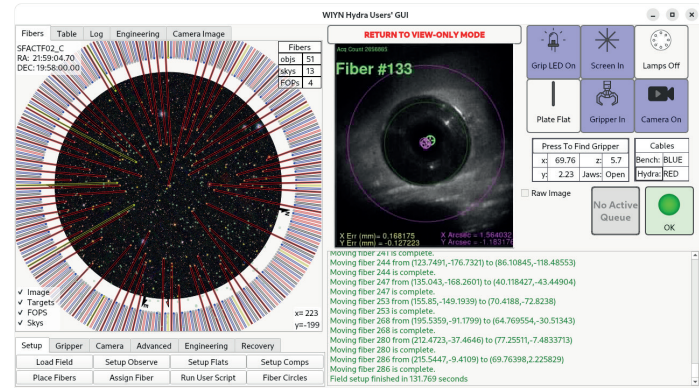 WIYN Hydra Users' GUI
Fibers Table Log Engineering Camera Image
SFACTF02_C
RA: 21:59:04.70
DEC: 19:58:00.00
Fibers
objs 51
skys 13
FOPs 4
✓ Image
✓ Targets
✓ FOPS
✓ Skys
x= 223
y=-199
Setup Gripper Camera Advanced Engineering Recovery
Load Field Setup Observe Setup Flats Setup Comps
Place Fibers Assign Fiber Run User Script Fiber Circles
RETURN TO VIEW-ONLY MODE
Acq Count 2656665
Fiber #133
X Err (mm)= 0.168175
Y Err (mm) = -0.127223
X Arcsec = 1.564032
Y Arcsec = -1.183176
Grip LED On Screen In Lamps Off
Plate Flat Gripper In Camera On
Press To Find Gripper
x: 69.76 z: 5.7
y: 2.23 Jaws: Open
Cables
Bench: BLUE
Hydra: RED
Raw Image
No Active
Queue
OK
Moving fiber 241 is complete.
Moving fiber 244 from (123.7491,-176.7321) to (86.10845,-118.48553)
Moving fiber 244 is complete.
Moving fiber 247 from (135.043,-168.2601) to (40.118427,-43.44904)
Moving fiber 247 is complete.
Moving fiber 253 from (155.85,-149.1939) to (70.4188,-72.8238)
Moving fiber 253 is complete.
Moving fiber 268 from (195.5359,-91.1799) to (64.769554,-30.51343)
Moving fiber 268 is complete.
Moving fiber 280 from (212.4723,-37.4646) to (77.25511,-7.4833713)
Moving fiber 280 is complete.
Moving fiber 286 from (215.5447,-9.4109) to (69.76398,2.225829)
Moving fiber 286 is complete.
Field setup finished in 131.769 seconds